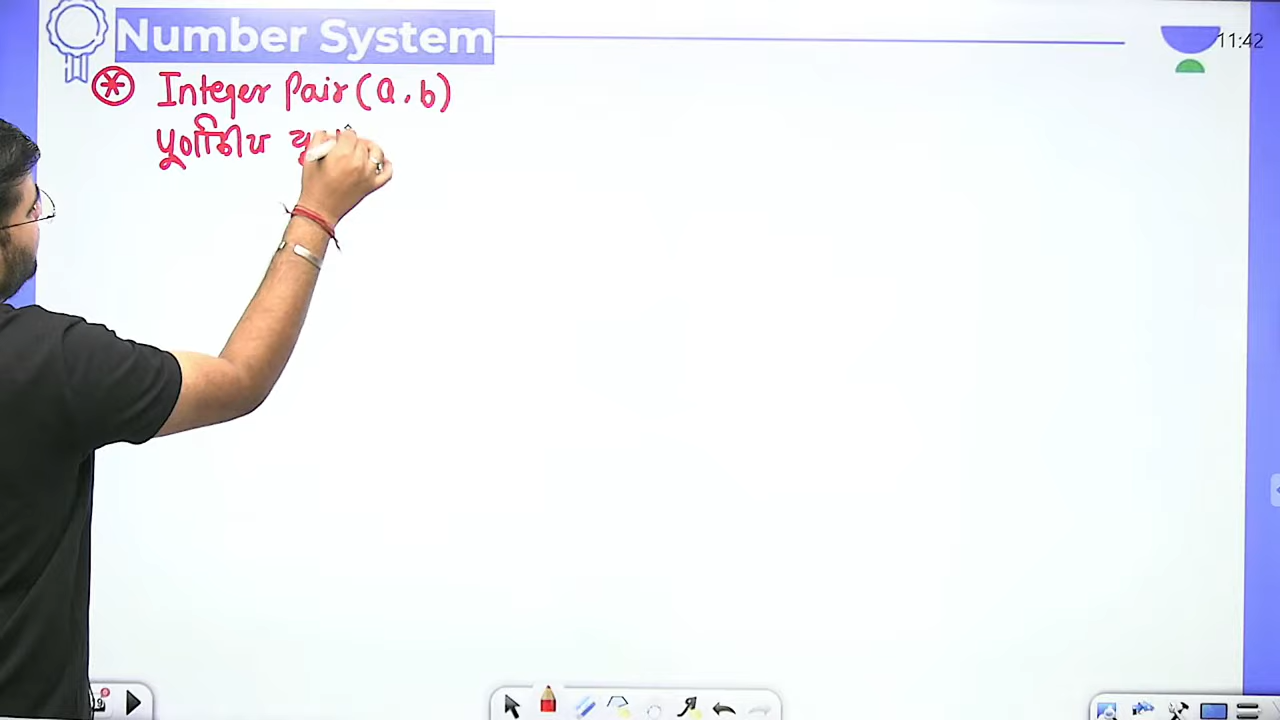 Number System
11:42
* Integer Pair (a, b)
पूर्णांकीय